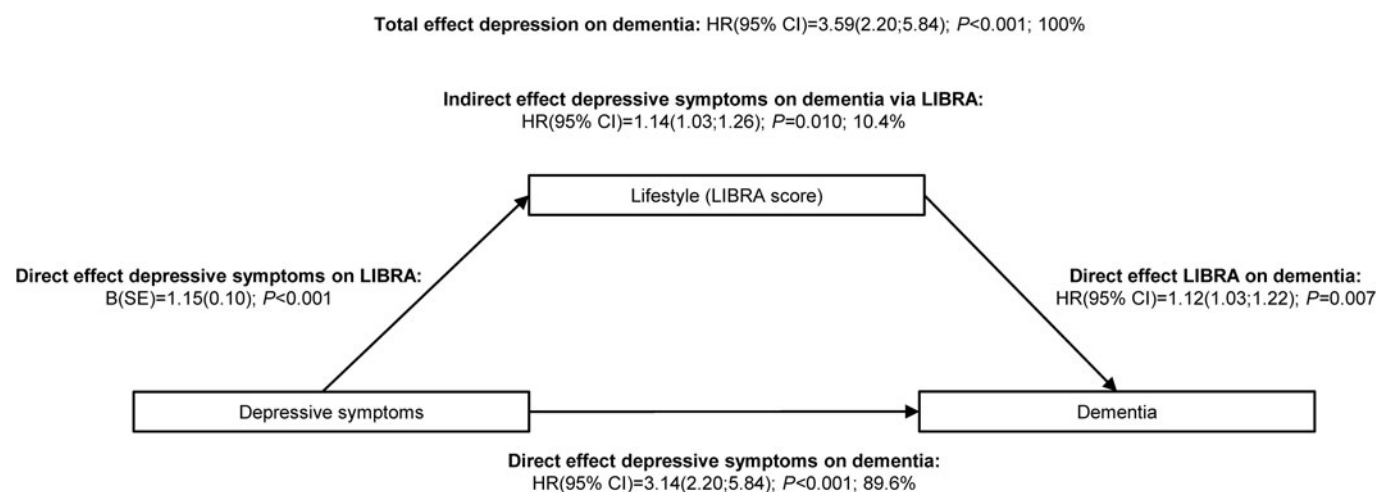 Total effect depression on dementia: HR(95% CI)=3.59(2.20;5.84); P<0.001; 100%
Indirect effect depressive symptoms on dementia via LIBRA:
HR(95% CI)=1.14(1.03;1.26); P=0.010; 10.4%
Lifestyle (LIBRA score)
Direct effect depressive symptoms on LIBRA:
B(SE)=1.15(0.10); P<0.001
Direct effect LIBRA on dementia:
HR(95% CI)=1.12(1.03;1.22); P=0.007
Depressive symptoms
Dementia
Direct effect depressive symptoms on dementia:
HR(95% CI)=3.14(2.20;5.84); P<0.001; 89.6%